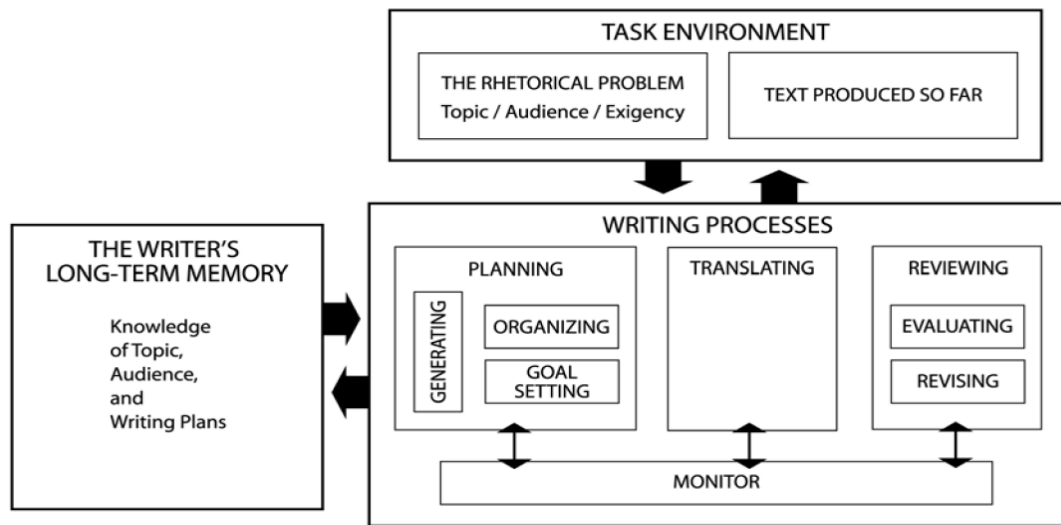 TASK ENVIRONMENT
THE RHETORICAL PROBLEM
Topic / Audience / Exigency
TEXT PRODUCED SO FAR
THE WRITER'S
LONG-TERM MEMORY
Knowledge
of Topic,
Audience,
and
Writing Plans
WRITING PROCESSES
PLANNING
GENERATING
ORGANIZING
GOAL
SETTING
TRANSLATING
REVIEWING
EVALUATING
REVISING
MONITOR